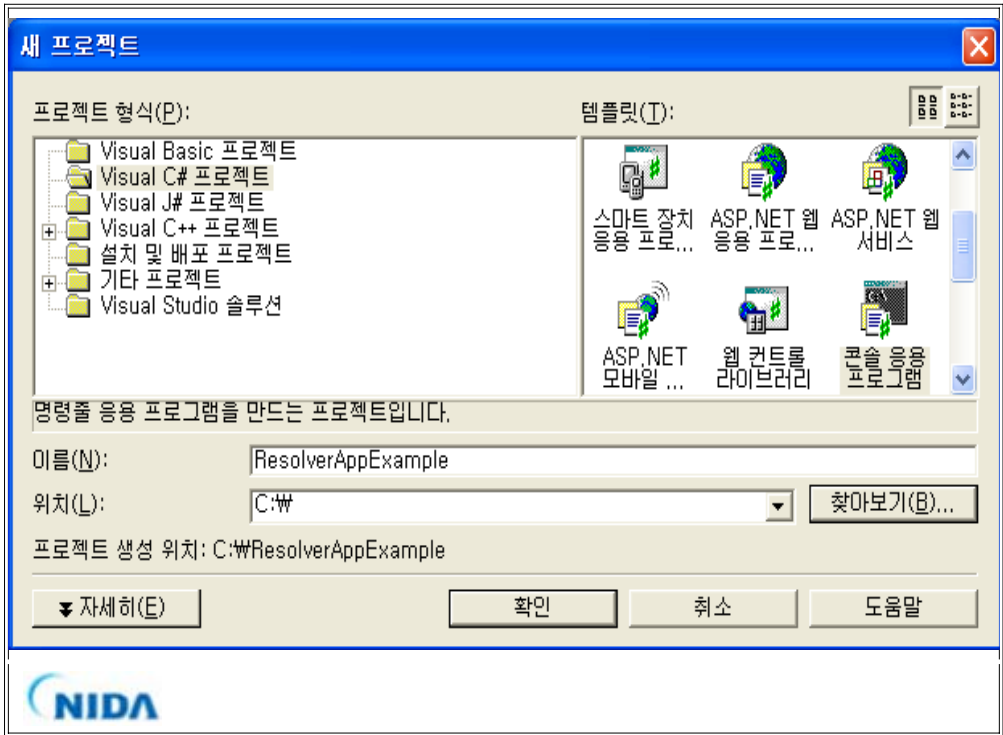 새 프로젝트
프로젝트 형식(P):
템플릿(T):
Visual Basic 프로젝트
Visual C# 프로젝트
Visual J# 프로젝트
Visual C++ 프로젝트
설치 및 배포 프로젝트
기타 프로젝트
Visual Studio 솔루션
스마트 장치 응용 프로...
ASP.NET 웹 응용 프로...
ASP.NET 웹 서비스
ASP.NET 모바일 ...
웹 컨트롤 라이브러리
콘솔 응용 프로그램
명령줄 응용 프로그램을 만드는 프로젝트입니다.
이름(N):
ResolverAppExample
위치(L):
C:₩
찾아보기(B)...
프로젝트 생성 위치: C:₩ResolverAppExample
자세히(E)
확인
취소
도움말
NIDA